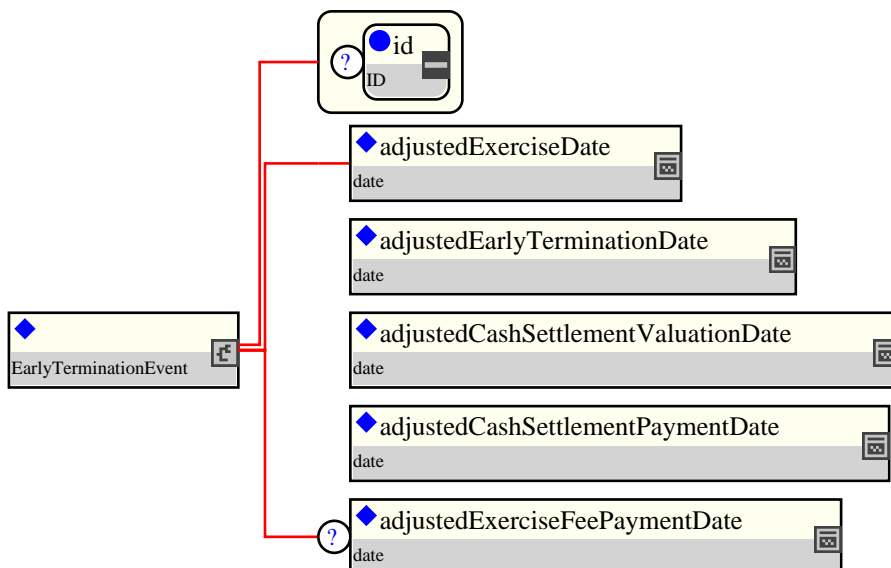 ? id
ID
adjustedExerciseDate
date
adjustedEarlyTerminationDate
date
EarlyTerminationEvent
adjustedCashSettlementValuationDate
date
adjustedCashSettlementPaymentDate
date
? adjustedExerciseFeePaymentDate
date